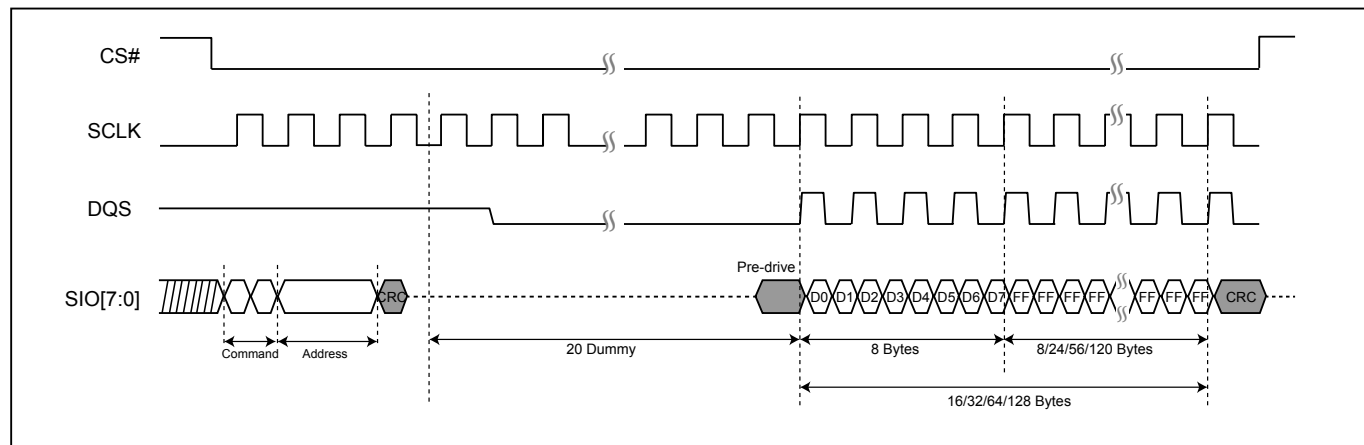 CS#
SCLK
DQS
Pre-drive
SIO[7:0]
CRC D0 D1 D2 D3 D4 D5 D6 D7 FF FF FF FF FF FF FF CRC
Command Address 20 Dummy 8 Bytes 8/24/56/120 Bytes
16/32/64/128 Bytes